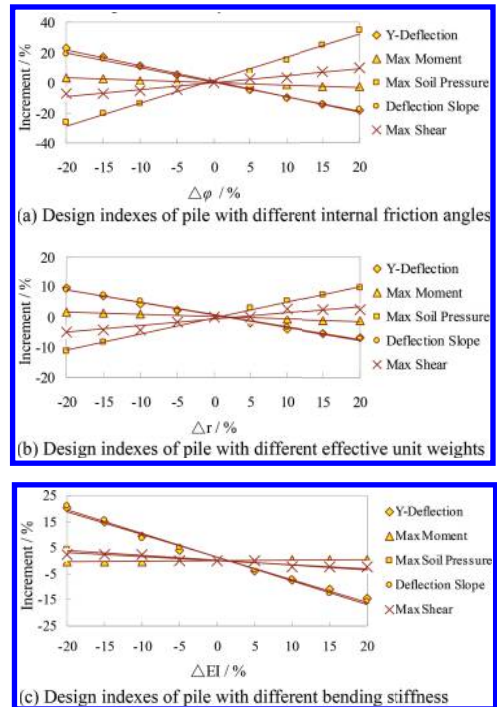 40
20
0
-20
-40
Increment / %
-20 -15 -10 -5 0 5 10 15 20
△φ / %
Y-Deflection
Max Moment
Max Soil Pressure
Deflection Slope
Max Shear
(a) Design indexes of pile with different internal friction angles
20
10
0
-10
-20
Increment / %
-20 -15 -10 -5 0 5 10 15 20
△r / %
Y-Deflection
Max Moment
Max Soil Pressure
Deflection Slope
Max Shear
(b) Design indexes of pile with different effective unit weights
25
15
5
-5
-15
-25
Increment / %
-20 -15 -10 -5 0 5 10 15 20
△EI / %
Y-Deflection
Max Moment
Max Soil Pressure
Deflection Slope
Max Shear
(c) Design indexes of pile with different bending stiffness